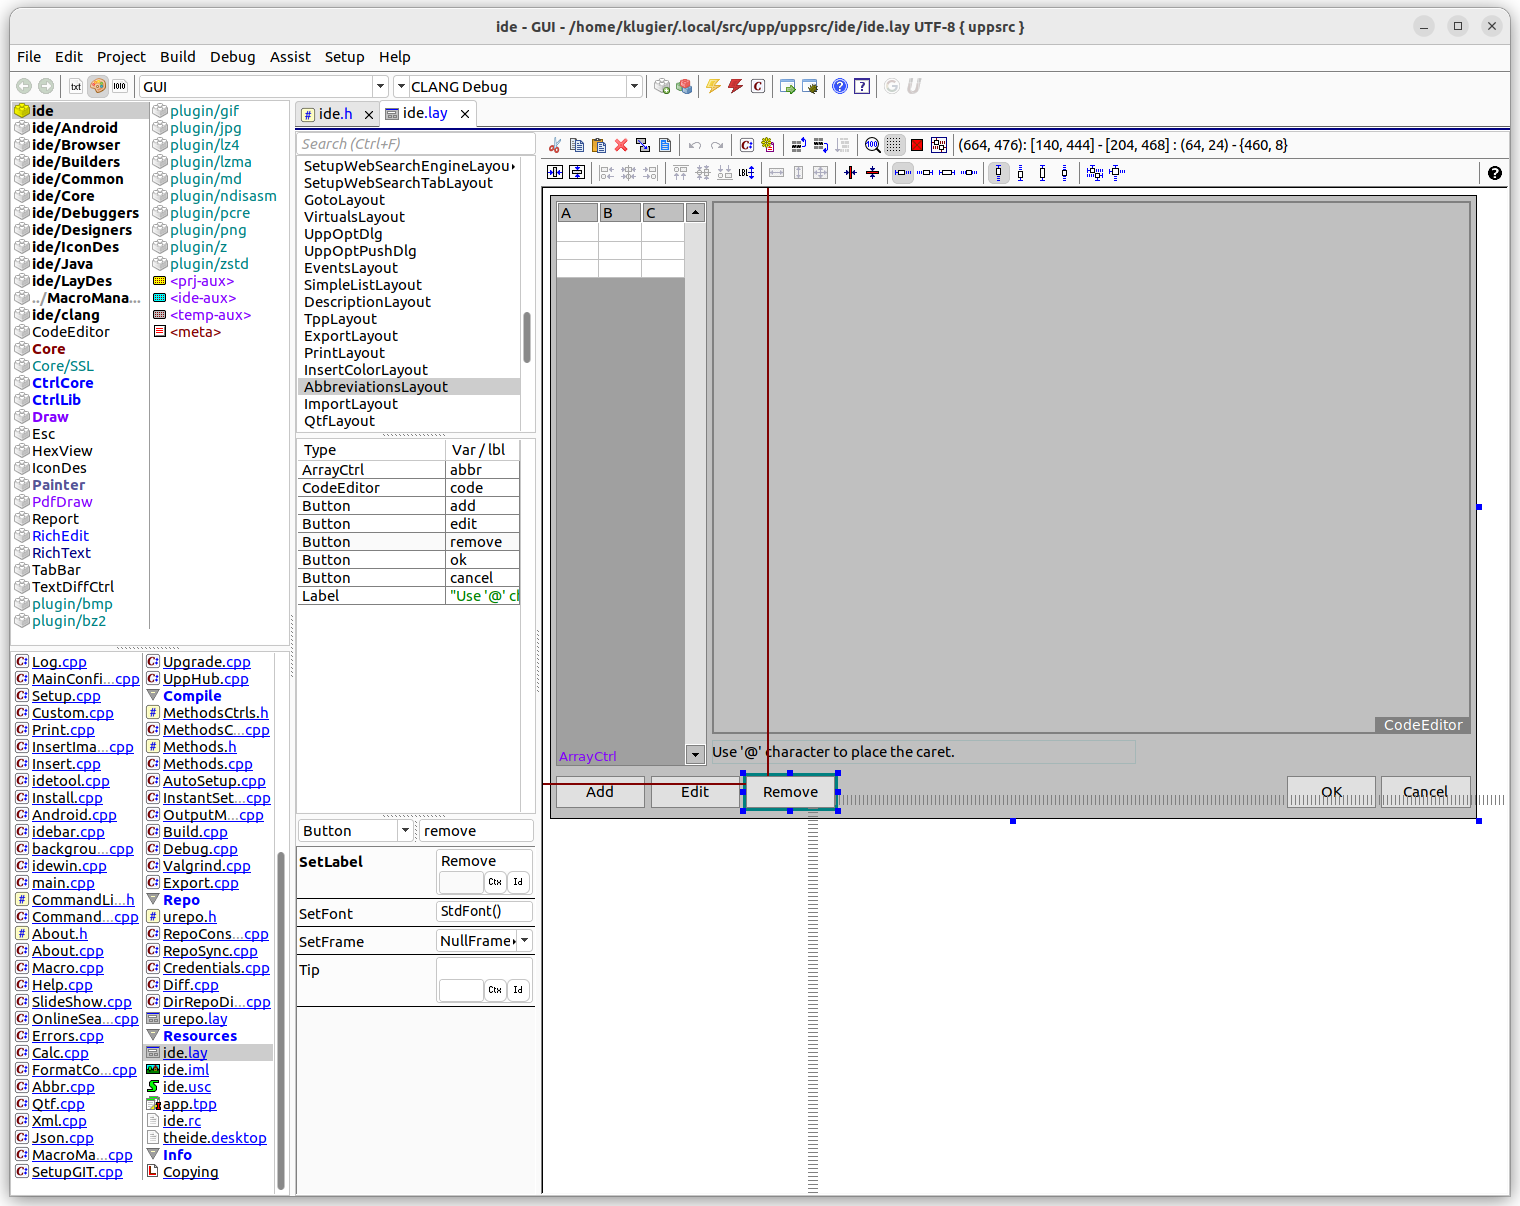 ide - GUI - /home/klugier/.local/src/upp/uppsrc/ide/ide.lay UTF-8 { uppsrc }
File Edit Project Build Debug Assist Setup Help
txt
1010
GUI
CLANG Debug
ide
ide/Android
ide/Browser
ide/Builders
ide/Common
ide/Core
ide/Debuggers
ide/Designers
ide/IconDes
ide/Java
ide/LayDes
../MacroMana...
ide/clang
CodeEditor
Core
Core/SSL
CtrlCore
CtrlLib
Draw
Esc
HexView
IconDes
Painter
PdfDraw
Report
RichEdit
RichText
TabBar
TextDiffCtrl
plugin/bmp
plugin/bz2
plugin/gif
plugin/jpg
plugin/lz4
plugin/lzma
plugin/md
plugin/ndisasm
plugin/pcre
plugin/png
plugin/z
plugin/zstd
<prj-aux>
<ide-aux>
<temp-aux>
<meta>
Log.cpp
MainConfi...cpp
Setup.cpp
Custom.cpp
Print.cpp
InsertIma...cpp
Insert.cpp
idetool.cpp
Install.cpp
Android.cpp
idebar.cpp
backgrou...cpp
idewin.cpp
main.cpp
CommandLi...h
Command...cpp
About.h
About.cpp
Macro.cpp
Help.cpp
SlideShow.cpp
OnlineSea...cpp
Errors.cpp
Calc.cpp
FormatCo...cpp
Abbr.cpp
Qtf.cpp
Xml.cpp
Json.cpp
MacroMa...cpp
SetupGIT.cpp
Upgrade.cpp
UppHub.cpp
Compile
MethodsCtrls.h
MethodsC...cpp
Methods.h
Methods.cpp
AutoSetup.cpp
InstantSet...cpp
OutputM...cpp
Build.cpp
Debug.cpp
Valgrind.cpp
Export.cpp
Repo
urepo.h
RepoCons...cpp
RepoSync.cpp
Credentials.cpp
Diff.cpp
DirRepoDi...cpp
urepo.lay
Resources
ide.lay
ide.iml
ide.usc
app.tpp
ide.rc
theide.desktop
Info
Copying
ide.h
ide.lay
Search (Ctrl+F)
SetupWebSearchEngineLayou
SetupWebSearchTabLayout
GotoLayout
VirtualsLayout
UppOptDlg
UppOptPushDlg
EventsLayout
SimpleListLayout
DescriptionLayout
TppLayout
ExportLayout
PrintLayout
InsertColorLayout
AbbreviationsLayout
ImportLayout
QtfLayout
Type Var / lbl
ArrayCtrl abbr
CodeEditor code
Button add
Button edit
Button remove
Button ok
Button cancel
Label "Use '@' cl
Button remove
SetLabel Remove
Ctx Id
SetFont StdFont()
SetFrame NullFrame
Tip
Ctx Id
(664, 476): [140, 444] - [204, 468] : (64, 24) - {460, 8}
A B C
ArrayCtrl
CodeEditor
Use '@' character to place the caret.
Add Edit Remove OK Cancel